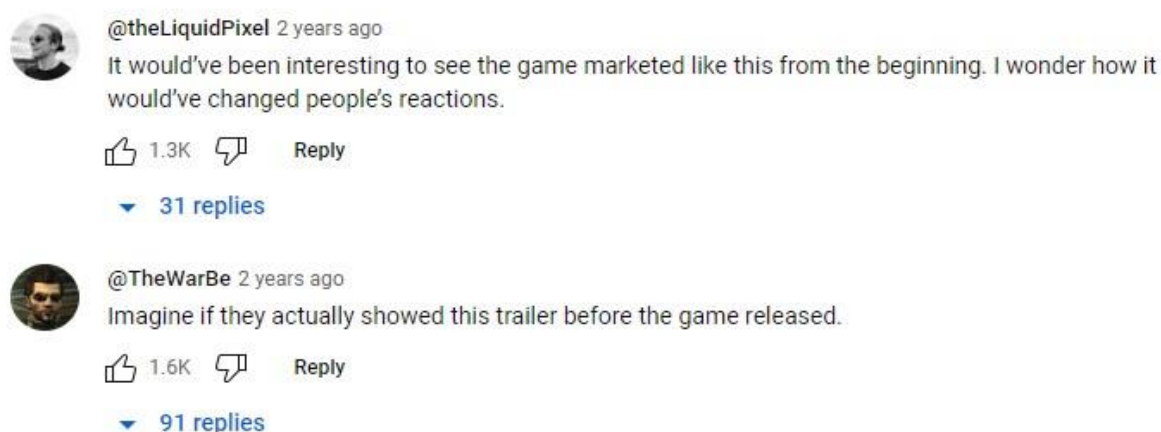 @theLiquidPixel 2 years ago
It would've been interesting to see the game marketed like this from the beginning. I wonder how it
would've changed people's reactions.
1.3K Reply
31 replies
@TheWarBe 2 years ago
Imagine if they actually showed this trailer before the game released.
1.6K Reply
91 replies